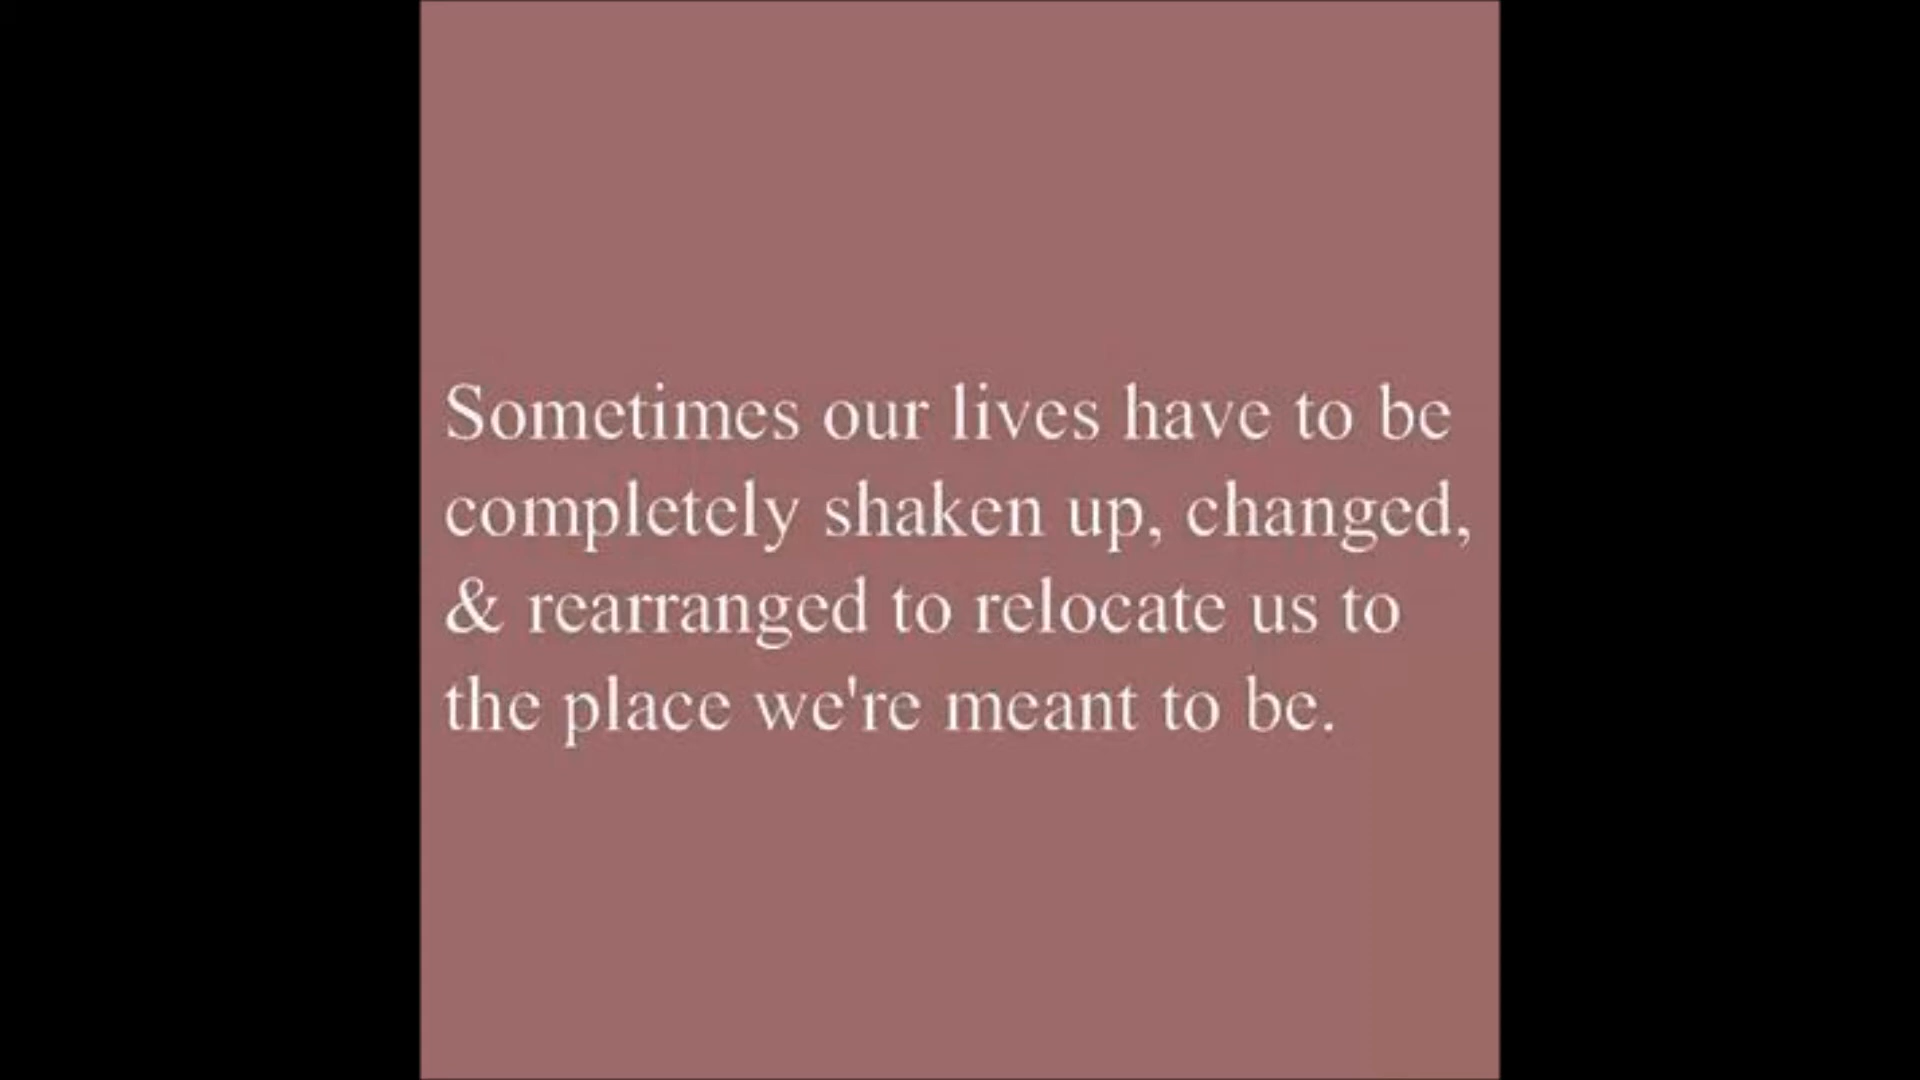 Sometimes our lives have to be
completely shaken up, changed,
& rearranged to relocate us to
the place we're meant to be.